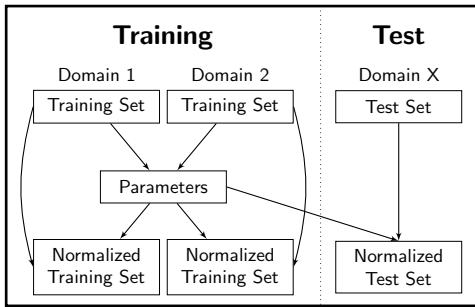 Training
Test
Domain 1
Domain 2
Domain X
Training Set
Training Set
Test Set
Parameters
Normalized
Training Set
Normalized
Training Set
Normalized
Test Set